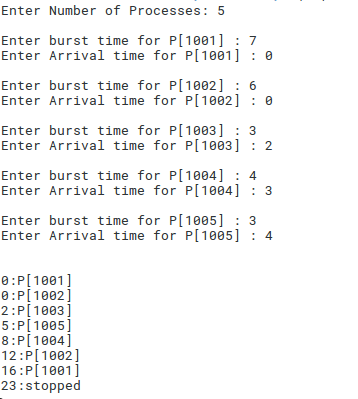 Enter Number of Processes: 5
Enter burst time for P[1001] : 7
Enter Arrival time for P[1001] : 0
Enter burst time for P[1002] : 6
Enter Arrival time for P[1002] : 0
Enter burst time for P[1003] : 3
Enter Arrival time for P[1003] : 2
Enter burst time for P[1004] : 4
Enter Arrival time for P[1004] : 3
Enter burst time for P[1005] : 3
Enter Arrival time for P[1005] : 4
0:P[1001]
0:P[1002]
2:P[1003]
5:P[1005]
8:P[1004]
12:P[1002]
16:P[1001]
23:stopped